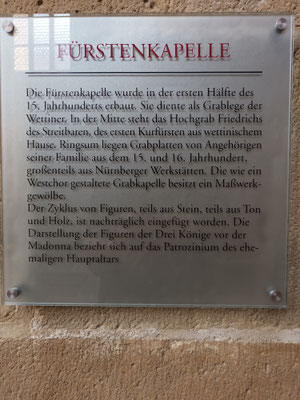 FÜRSTENKAPELLE
Die Fürstenkapelle wurde in der ersten Hälfte des
15. Jahrhunderts erbaut. Sie diente als Grablege der
Wettiner. In der Mitte steht das Hochgrab Friedrichs
des Streitbaren, des ersten Kurfürsten aus wettinischem
Hause. Ringsum liegen Grabplatten von Angehörigen
seiner Familie aus dem 15. und 16. Jahrhundert,
großenteils aus Nürnberger Werkstätten. Die wie ein
Westchor gestaltete Grabkapelle besitzt ein Maßwerk-
gewölbe.
Der Zyklus von Figuren, teils aus Stein, teils aus Ton
und Holz, ist nachträglich eingefügt worden. Die
Darstellung der Figuren der Drei Könige vor der
Madonna bezieht sich auf das Patrozinium des ehe-
maligen Hauptaltars